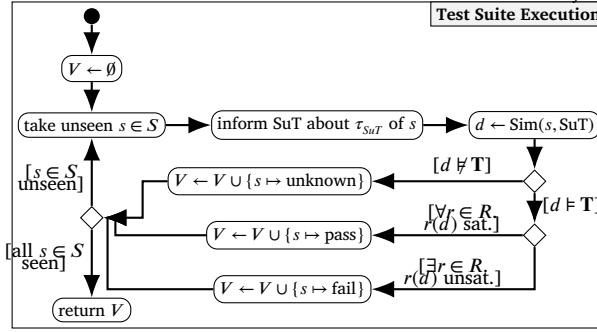 Test Suite Execution
V ← ∅
take unseen s ∈ S
inform SuT about τ_SuT of s
d ← Sim(s, SuT)
[s ∈ S
unseen]
V ← V ∪ {s ↦ unknown}
[d ⊭ T]
[d ⊨ T]
[∀r ∈ R,
r(d) sat.]
V ← V ∪ {s ↦ pass}
[all s ∈ S
seen]
[∃r ∈ R,
r(d) unsat.]
V ← V ∪ {s ↦ fail}
return V